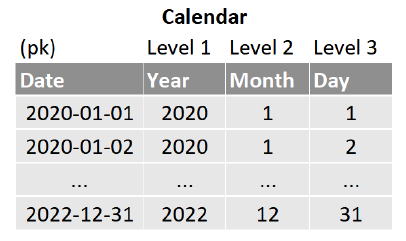 Calendar
(pk) Level 1 Level 2 Level 3
Date Year Month Day
2020-01-01 2020 1 1
2020-01-02 2020 1 2
... ... ... ...
2022-12-31 2022 12 31